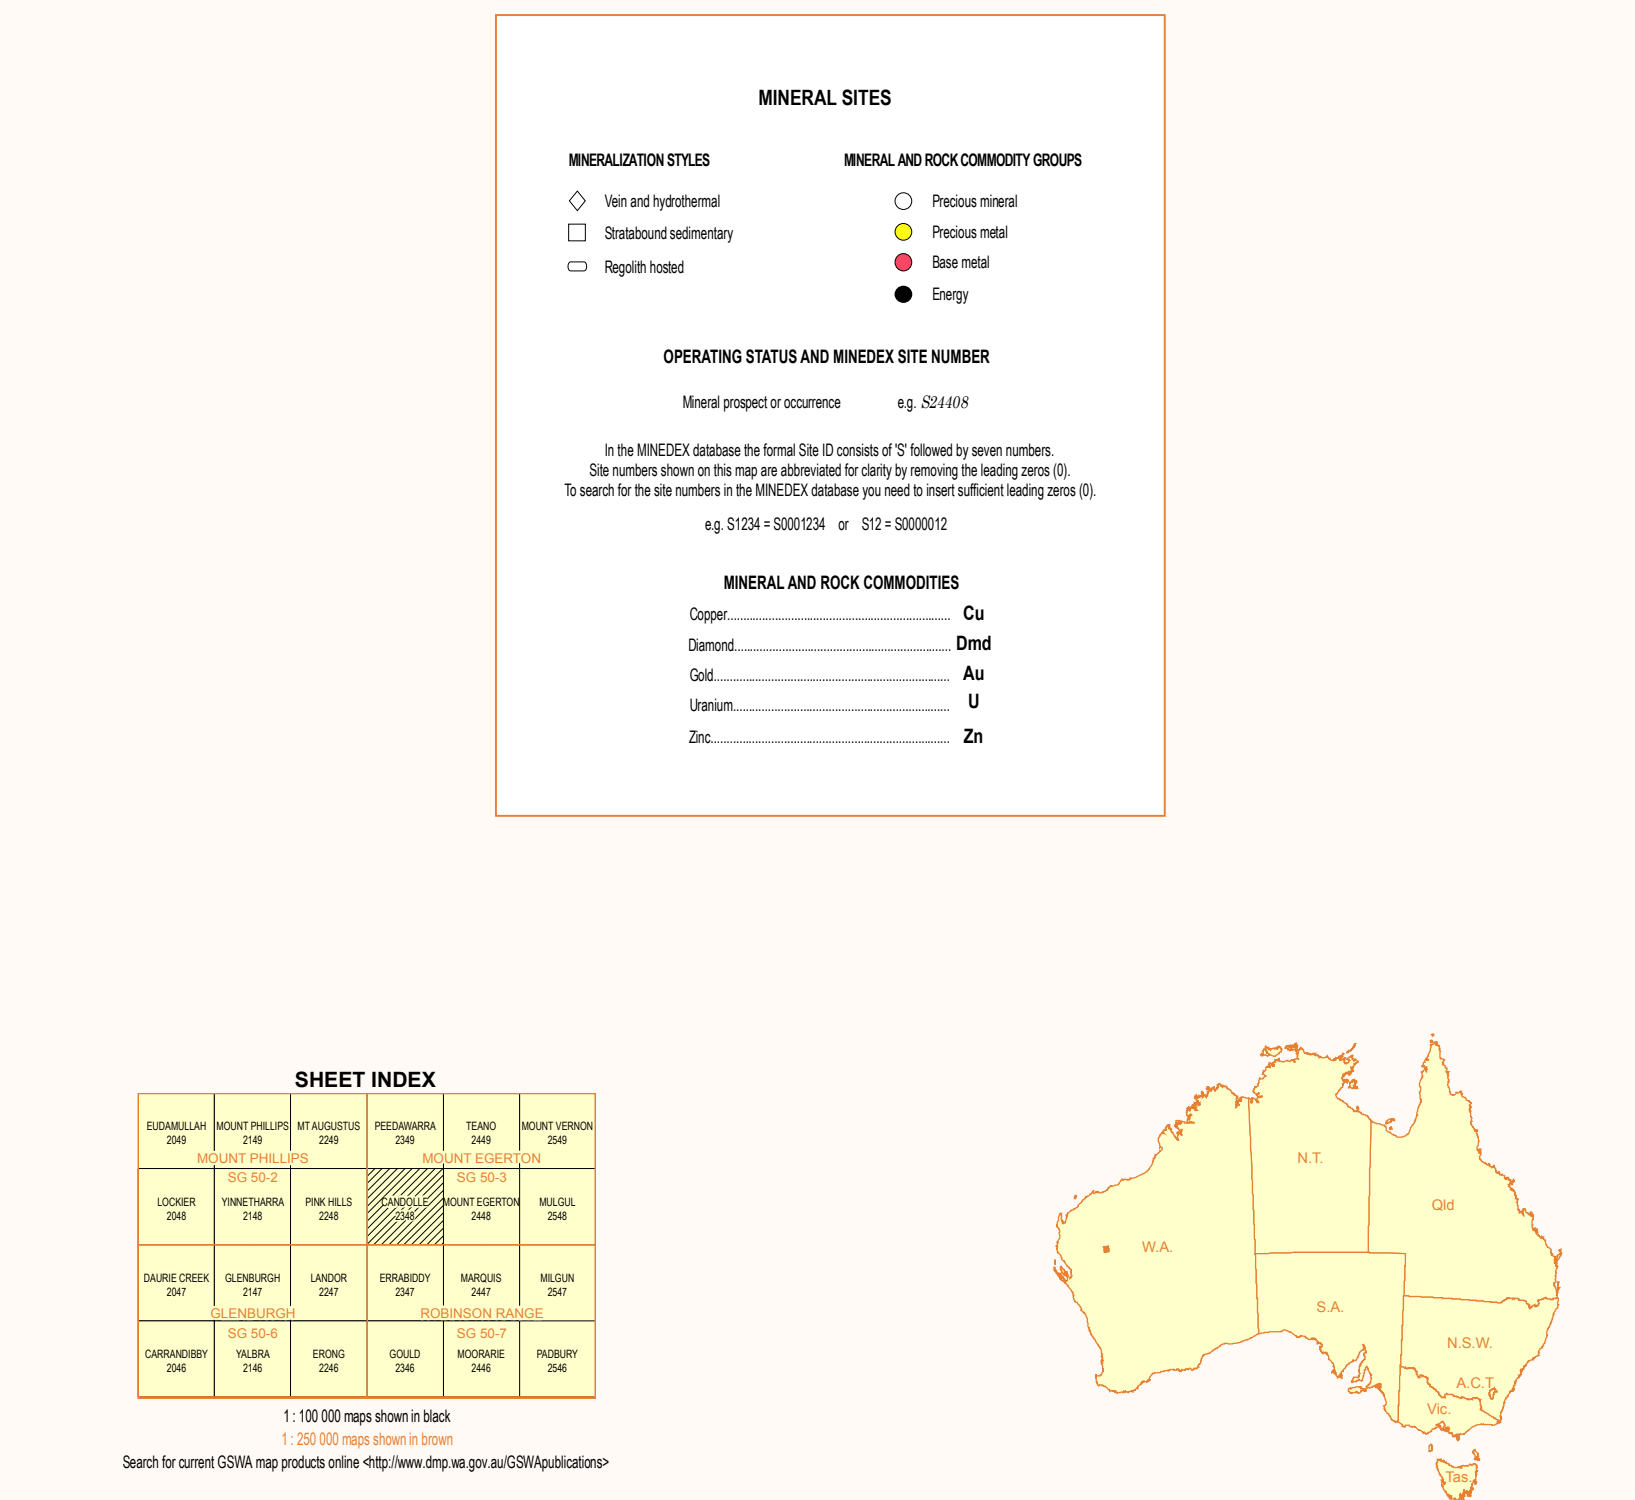 MINERAL SITES
MINERALIZATION STYLES
Vein and hydrothermal
Stratabound sedimentary
Regolith hosted
MINERAL AND ROCK COMMODITY GROUPS
Precious mineral
Precious metal
Base metal
Energy
OPERATING STATUS AND MINEDEX SITE NUMBER
Mineral prospect or occurrence e.g. S24408
In the MINEDEX database the formal Site ID consists of 'S' followed by seven numbers.
Site numbers shown on this map are abbreviated for clarity by removing the leading zeros (0).
To search for the site numbers in the MINEDEX database you need to insert sufficient leading zeros (0).
e.g. S1234 = S0001234 or S12 = S0000012
MINERAL AND ROCK COMMODITIES
Copper...................................................................... Cu
Diamond.................................................................... Dmd
Gold.......................................................................... Au
Uranium.................................................................... U
Zinc........................................................................... Zn
SHEET INDEX
EUDAMULLAH MOUNT PHILLIPS MT AUGUSTUS PEEDAWARRA TEANO MOUNT VERNON
2049 2149 2249 2349 2449 2549
MOUNT PHILLIPS MOUNT EGERTON
SG 50-2 SG 50-3
LOCKIER YINNETHARRA PINK HILLS CANDOLLE MOUNT EGERTON MULGUL
2048 2148 2248 2348 2448 2548
DAURIE CREEK GLENBURGH LANDOR ERRABIDDY MARQUIS MILGUN
2047 2147 2247 2347 2447 2547
GLENBURGH ROBINSON RANGE
SG 50-6 SG 50-7
CARRANDIBBY YALBRA ERONG GOULD MOORARIE PADBURY
2046 2146 2246 2346 2446 2546
1 : 100 000 maps shown in black
1 : 250 000 maps shown in brown
Search for current GSWA map products online <http://www.dmp.wa.gov.au/GSWApublications>
N.T.
Qld
W.A.
S.A.
N.S.W.
A.C.T.
Vic.
Tas.